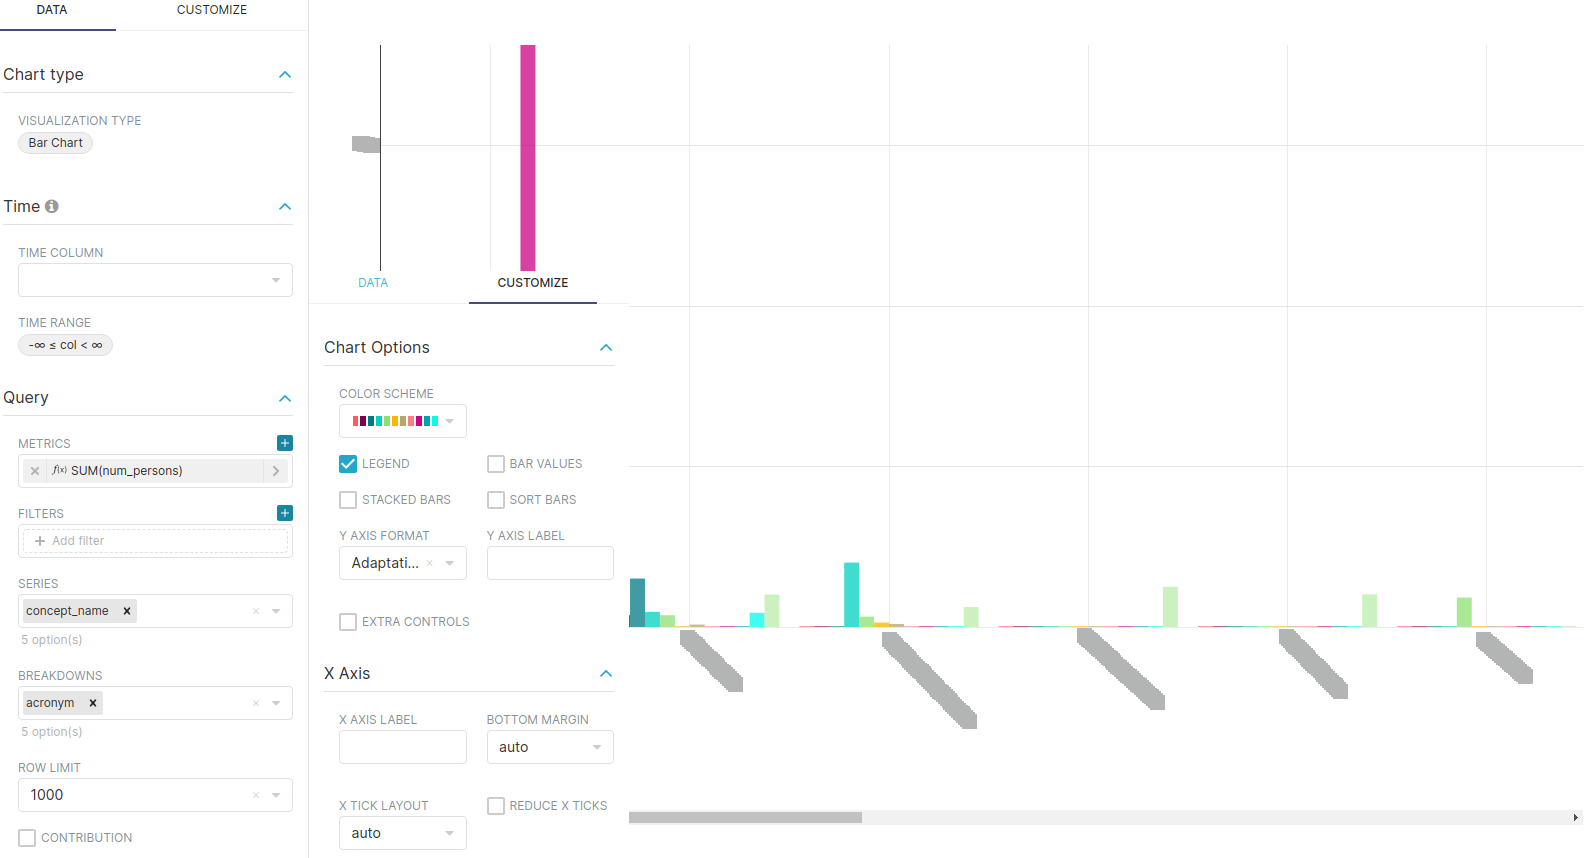 DATA
CUSTOMIZE
Chart type
VISUALIZATION TYPE
Bar Chart
Time
TIME COLUMN
TIME RANGE
-∞ ≤ col < ∞
Query
METRICS
f(x) SUM(num_persons)
FILTERS
+ Add filter
SERIES
concept_name
5 option(s)
BREAKDOWNS
acronym
5 option(s)
ROW LIMIT
1000
CONTRIBUTION
DATA
CUSTOMIZE
Chart Options
COLOR SCHEME
LEGEND
BAR VALUES
STACKED BARS
SORT BARS
Y AXIS FORMAT
Y AXIS LABEL
Adaptati...
EXTRA CONTROLS
X Axis
X AXIS LABEL
BOTTOM MARGIN
auto
X TICK LAYOUT
REDUCE X TICKS
auto